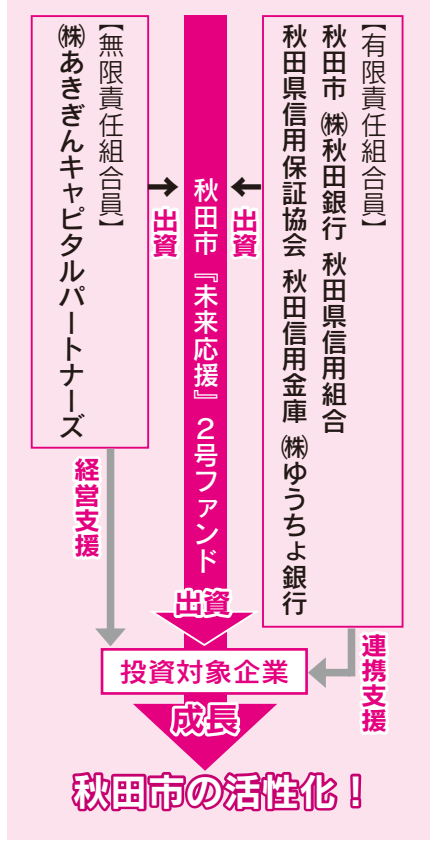 【有限責任組合員】
秋田市 ㈱秋田銀行 秋田県信用組合
秋田県信用保証協会 秋田信用金庫 ㈱ゆうちょ銀行
出資
秋田市『未来応援』2号ファンド
出資
【無限責任組合員】
㈱あきぎんキャピタルパートナーズ
経営支援
出資
連携支援
投資対象企業
成長
秋田市の活性化！